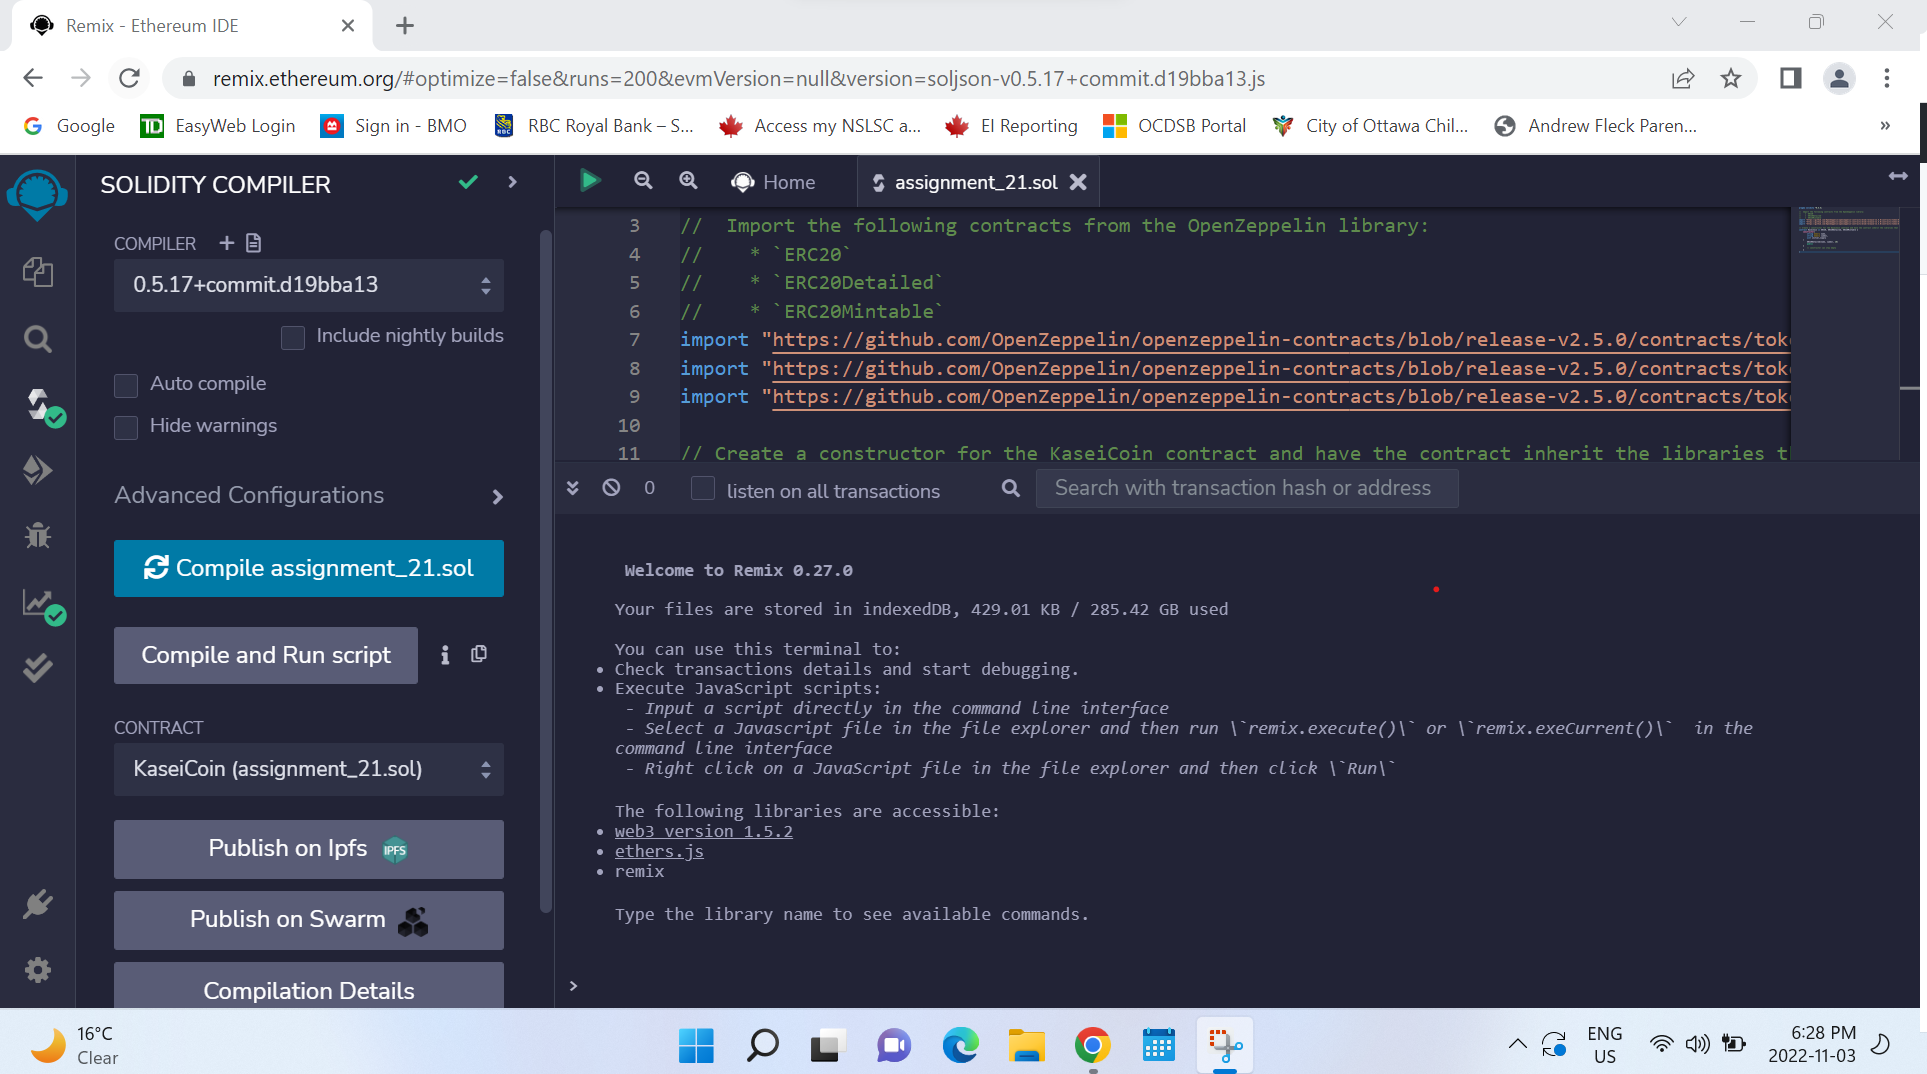 Remix - Ethereum IDE
remix.ethereum.org/#optimize=false&runs=200&evmVersion=null&version=soljson-v0.5.17+commit.d19bba13.js
Google
EasyWeb Login
Sign in - BMO
RBC Royal Bank – S...
Access my NSLSC a...
EI Reporting
OCDSB Portal
City of Ottawa Chil...
Andrew Fleck Paren...
»
SOLIDITY COMPILER
COMPILER
0.5.17+commit.d19bba13
Include nightly builds
Auto compile
Hide warnings
Advanced Configurations
Compile assignment_21.sol
Compile and Run script
CONTRACT
KaseiCoin (assignment_21.sol)
Publish on Ipfs
IPFS
Publish on Swarm
Compilation Details
Home
assignment_21.sol
3 //  Import the following contracts from the OpenZeppelin library:
4 //    * `ERC20`
5 //    * `ERC20Detailed`
6 //    * `ERC20Mintable`
7 import "https://github.com/OpenZeppelin/openzeppelin-contracts/blob/release-v2.5.0/contracts/tok
8 import "https://github.com/OpenZeppelin/openzeppelin-contracts/blob/release-v2.5.0/contracts/tok
9 import "https://github.com/OpenZeppelin/openzeppelin-contracts/blob/release-v2.5.0/contracts/tok
10
11 // Create a constructor for the KaseiCoin contract and have the contract inherit the libraries t
0
listen on all transactions
Search with transaction hash or address
Welcome to Remix 0.27.0
Your files are stored in indexedDB, 429.01 KB / 285.42 GB used
You can use this terminal to:
• Check transactions details and start debugging.
• Execute JavaScript scripts:
- Input a script directly in the command line interface
- Select a Javascript file in the file explorer and then run \`remix.execute()\` or \`remix.exeCurrent()\`  in the
command line interface
- Right click on a JavaScript file in the file explorer and then click \`Run\`
The following libraries are accessible:
• web3 version 1.5.2
• ethers.js
• remix
Type the library name to see available commands.
>
16°C
Clear
ENG
US
6:28 PM
2022-11-03